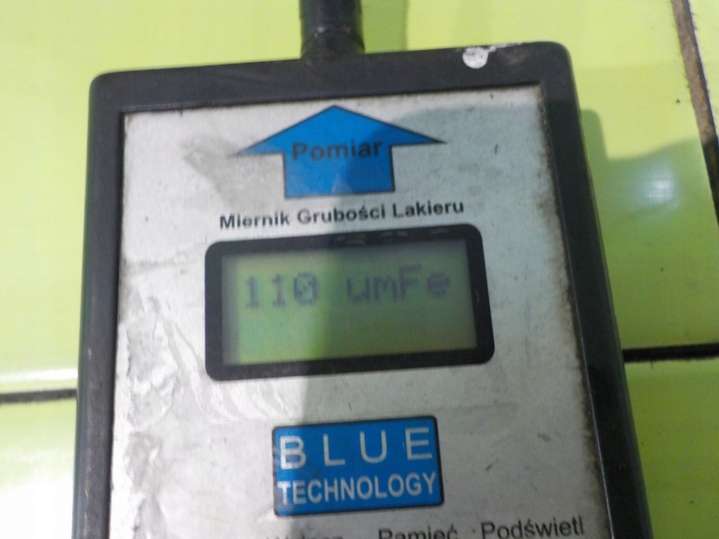 Pomiar
Miernik Grubości Lakieru
110 umFe
BLUE
TECHNOLOGY
Pamięć Podświetl